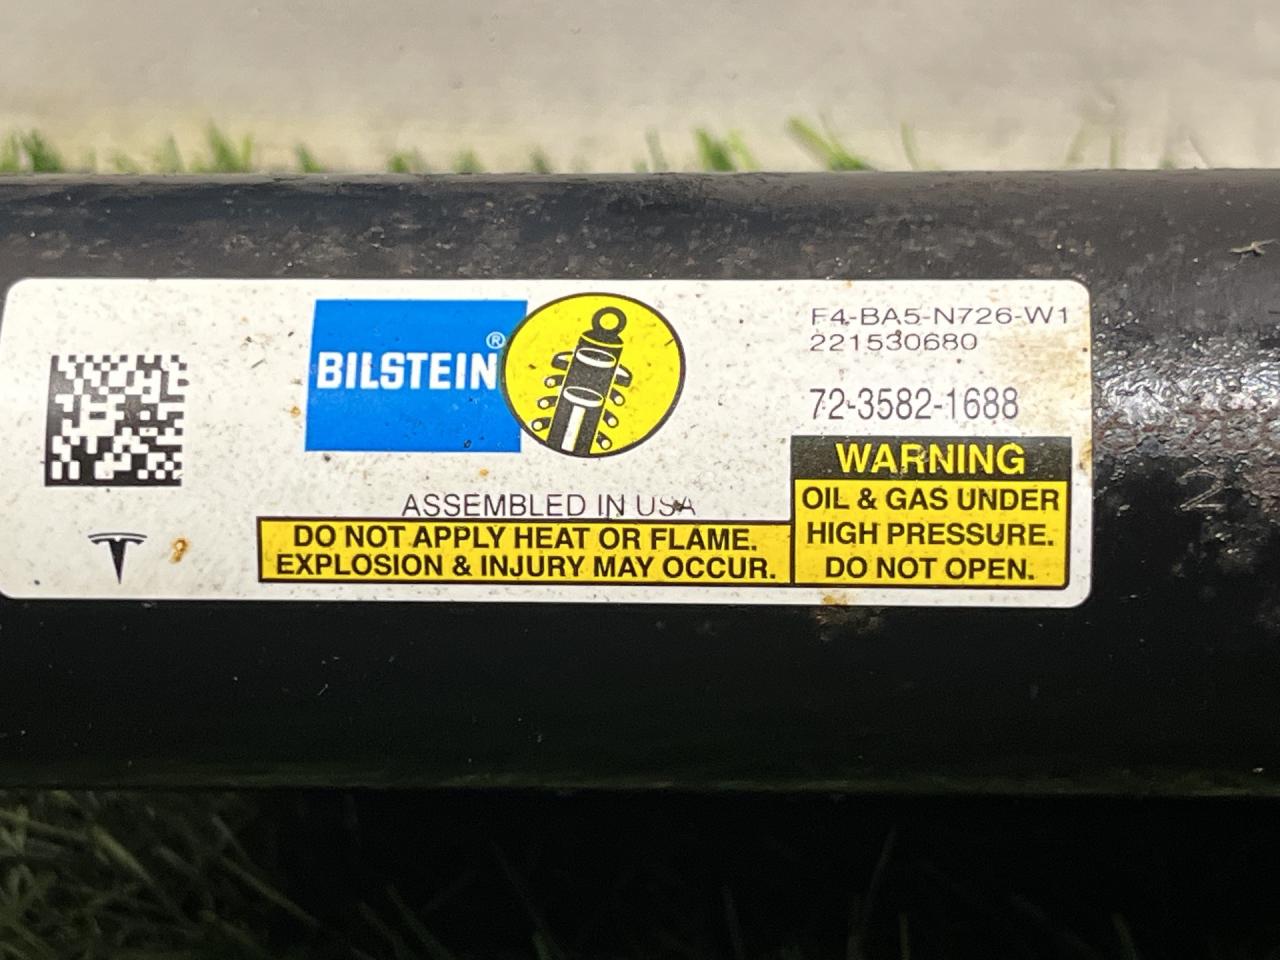 BILSTEIN®
F4-BA5-N726-W1
221530680
72-3582-1688
WARNING
OIL & GAS UNDER
HIGH PRESSURE.
DO NOT OPEN.
ASSEMBLED IN USA
DO NOT APPLY HEAT OR FLAME.
EXPLOSION & INJURY MAY OCCUR.